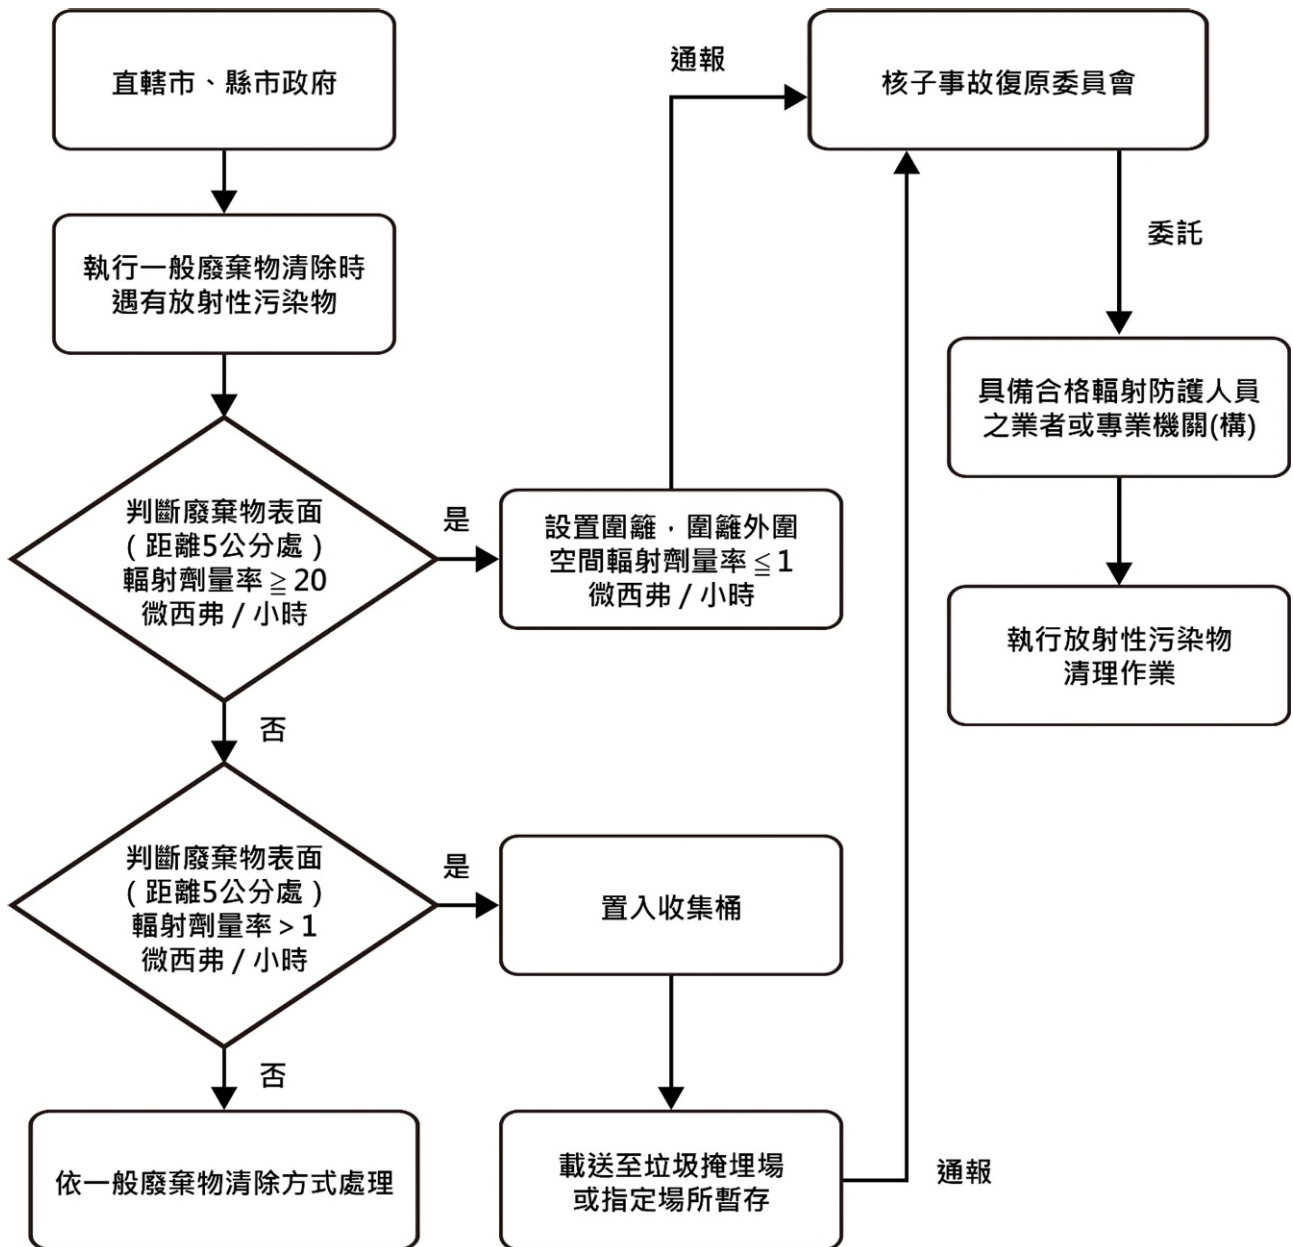 直轄市、縣市政府
執行一般廢棄物清除時
遇有放射性污染物
判斷廢棄物表面
(距離5公分處)
輻射劑量率≧20
微西弗/小時
是
設置圍籬,圍籬外圍
空間輻射劑量率≦1
微西弗/小時
通報
核子事故復原委員會
委託
具備合格輻射防護人員
之業者或專業機關(構)
執行放射性污染物
清理作業
否
判斷廢棄物表面
(距離5公分處)
輻射劑量率>1
微西弗/小時
是
置入收集桶
載送至垃圾掩埋場
或指定場所暫存
通報
否
依一般廢棄物清除方式處理